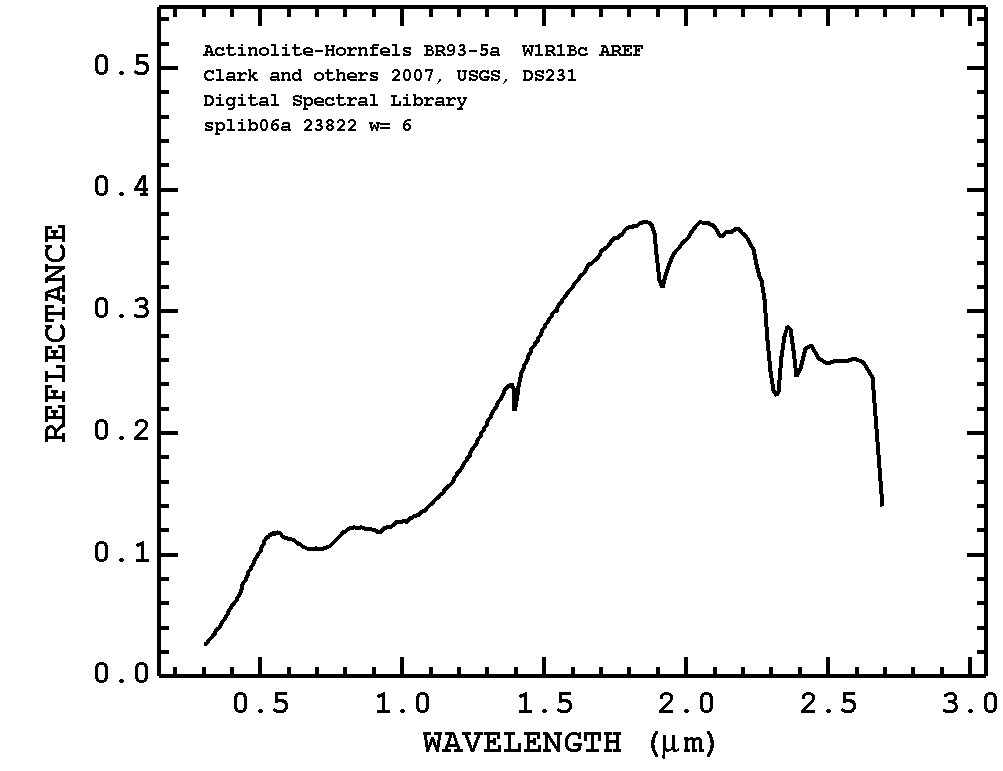 Actinolite-Hornfels BR93-5a W1R1Bc AREF
Clark and others 2007, USGS, DS231
Digital Spectral Library
splib06a 23822 w= 6
0.5
0.4
0.3
0.2
0.1
0.0
REFLECTANCE
0.5 1.0 1.5 2.0 2.5 3.0
WAVELENGTH (μm)